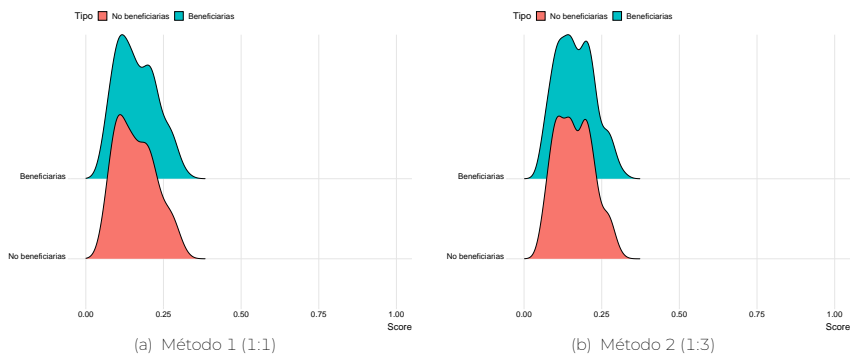 Tipo No beneficiarias Beneficiarias
Beneficiarias
No beneficiarias
0.00 0.25 0.50 0.75 1.00
Score
(a) Método 1 (1:1)
Tipo No beneficiarias Beneficiarias
Beneficiarias
No beneficiarias
0.00 0.25 0.50 0.75 1.00
Score
(b) Método 2 (1:3)